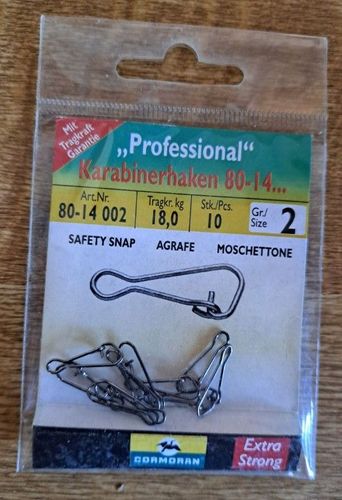 Mit
Tragkraft
Garantie
„Professional“
Karabinerhaken 80-14...
Art.Nr. Tragkr. kg Stk./Pcs. Gr./
80-14 002 18,0 10 Size 2
SAFETY SNAP AGRAFE MOSCHETTONE
CORMORAN
Extra
Strong